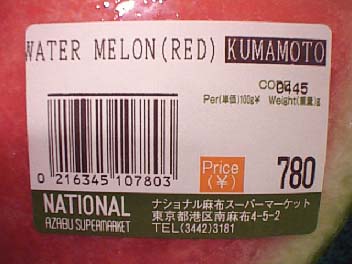 WATER MELON(RED) KUMAMOTO
CODE 0445
Per(単価)100g¥ Weight(重量)g
0 216345 107803
Price (¥) 780
NATIONAL
AZABU SUPERMARKET
ナショナル麻布スーパーマーケット
東京都港区南麻布4-5-2
TEL(3442)3181